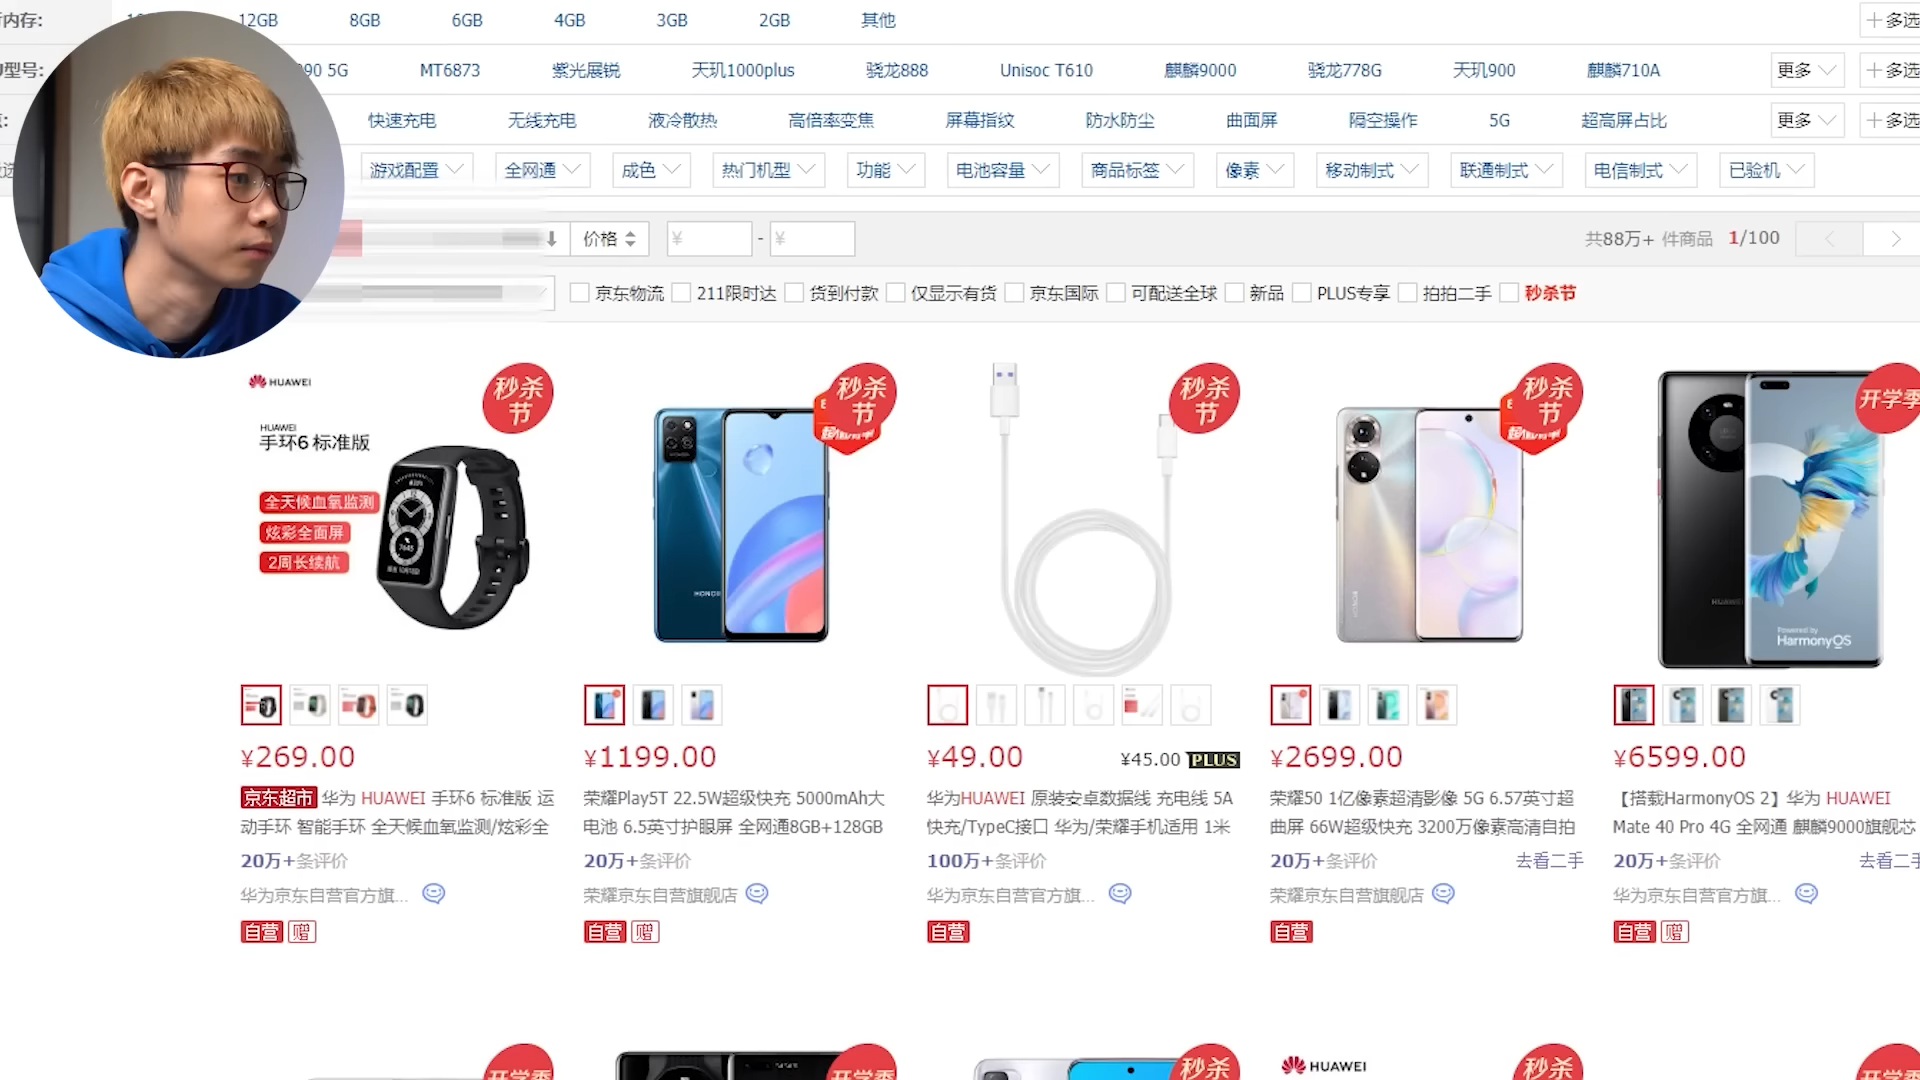 内存:
12GB
8GB
6GB
4GB
3GB
2GB
其他
多选
型号:
90 5G
MT6873
紫光展锐
天玑1000plus
骁龙888
Unisoc T610
麒麟9000
骁龙778G
天玑900
麒麟710A
更多
多选
快速充电
无线充电
液冷散热
高倍率变焦
屏幕指纹
防水防尘
曲面屏
隔空操作
5G
超高屏占比
更多
多选
游戏配置
全网通
成色
热门机型
功能
电池容量
商品标签
像素
移动制式
联通制式
电信制式
已验机
价格
¥
-
¥
共88万+ 件商品
1/100
京东物流
211限时达
货到付款
仅显示有货
京东国际
可配送全球
新品
PLUS专享
拍拍二手
秒杀节
HUAWEI
HUAWEI
手环6 标准版
全天候血氧监测
炫彩全面屏
2周长续航
秒杀
节
秒杀
节
HONOR
秒杀
节
秒杀
节
HONOR
开学季
HUAWEI
Powered by
HarmonyOS
¥269.00
京东超市 华为 HUAWEI 手环6 标准版 运
动手环 智能手环 全天候血氧监测/炫彩全
20万+条评价
华为京东自营官方旗...
自营 赠
¥1199.00
荣耀Play5T 22.5W超级快充 5000mAh大
电池 6.5英寸护眼屏 全网通8GB+128GB
20万+条评价
荣耀京东自营旗舰店
自营 赠
¥49.00
¥45.00 PLUS
华为HUAWEI 原装安卓数据线 充电线 5A
快充/TypeC接口 华为/荣耀手机适用 1米
100万+条评价
华为京东自营官方旗...
自营
¥2699.00
荣耀50 1亿像素超清影像 5G 6.57英寸超
曲屏 66W超级快充 3200万像素高清自拍
20万+条评价
去看二手
荣耀京东自营旗舰店
自营
¥6599.00
【搭载HarmonyOS 2】华为 HUAWEI
Mate 40 Pro 4G 全网通 麒麟9000旗舰芯
20万+条评价
去看二手
华为京东自营官方旗...
自营 赠
开学季
开学季
秒杀
HUAWEI
秒杀
开学季